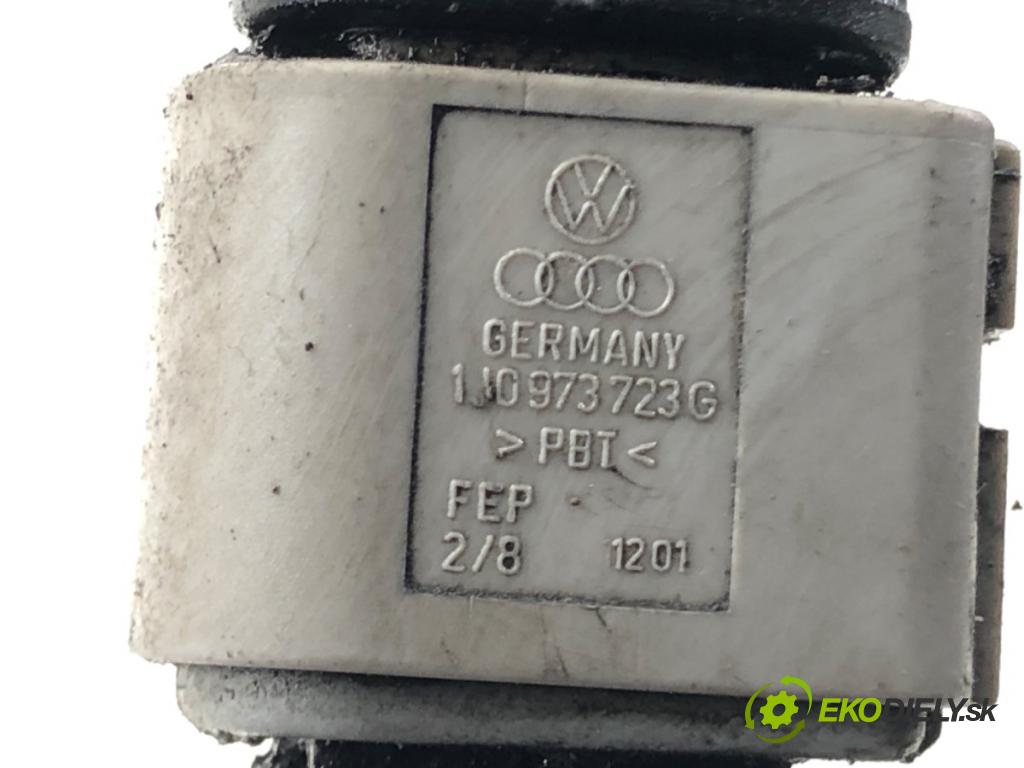 GERMANY
1J0 973 723 G
>PBT<
FEP
2/8 1201
EKODIELY.sk